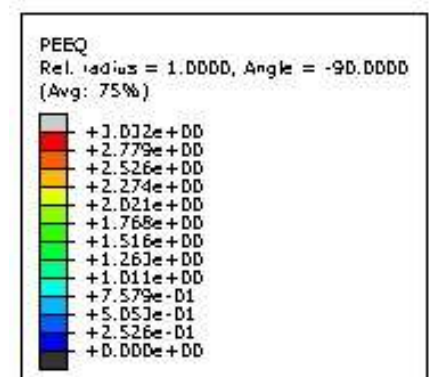 PEEQ
Rel. radius = 1.0000, Angle = -90.0000
(Avg: 75%)
+3.032e+00
+2.779e+00
+2.526e+00
+2.274e+00
+2.021e+00
+1.768e+00
+1.516e+00
+1.263e+00
+1.011e+00
+7.579e-01
+5.053e-01
+2.526e-01
+0.000e+00